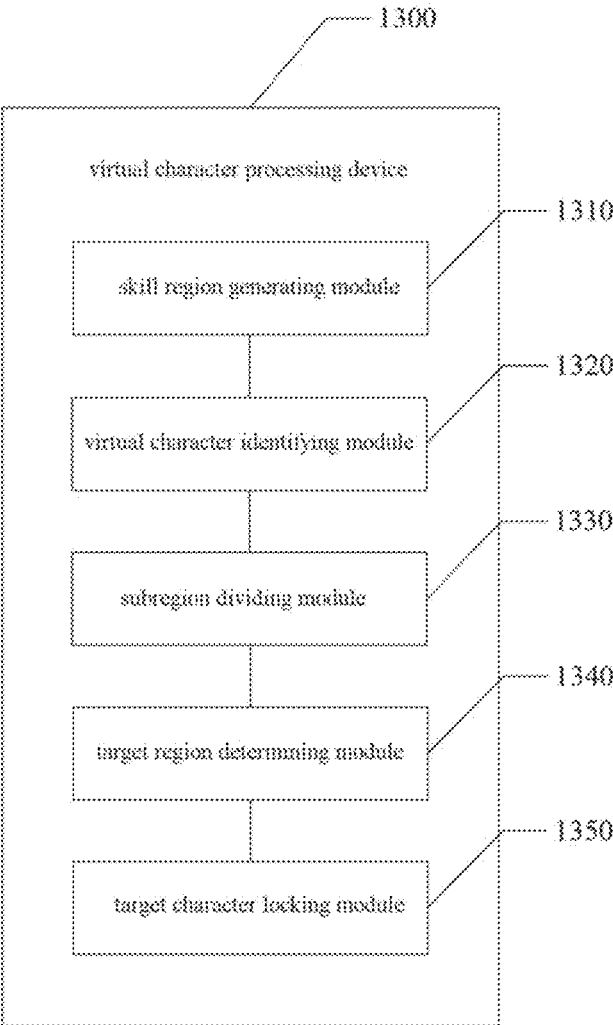 1300
virtual character processing device
1310
skill region generating module
1320
virtual character identifying module
1330
subregion dividing module
1340
target region determining module
1350
target character locking module